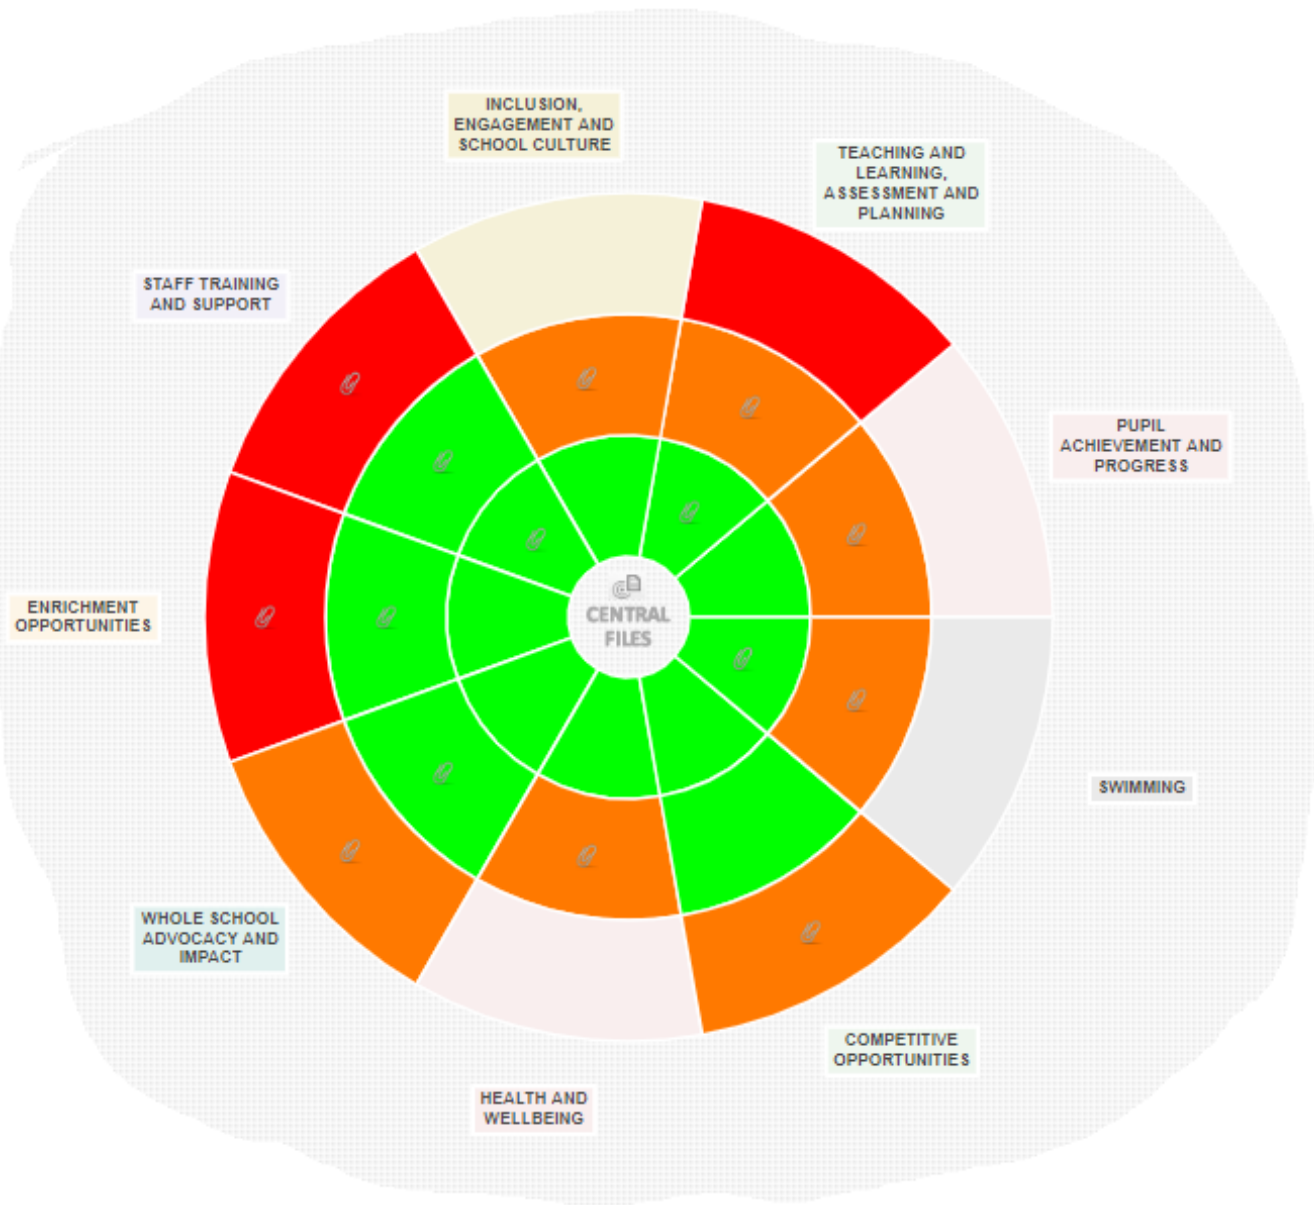 INCLUSION,
ENGAGEMENT AND
SCHOOL CULTURE
TEACHING AND
LEARNING,
ASSESSMENT AND
PLANNING
STAFF TRAINING
AND SUPPORT
PUPIL
ACHIEVEMENT AND
PROGRESS
CENTRAL
FILES
ENRICHMENT
OPPORTUNITIES
SWIMMING
WHOLE SCHOOL
ADVOCACY AND
IMPACT
COMPETITIVE
OPPORTUNITIES
HEALTH AND
WELLBEING